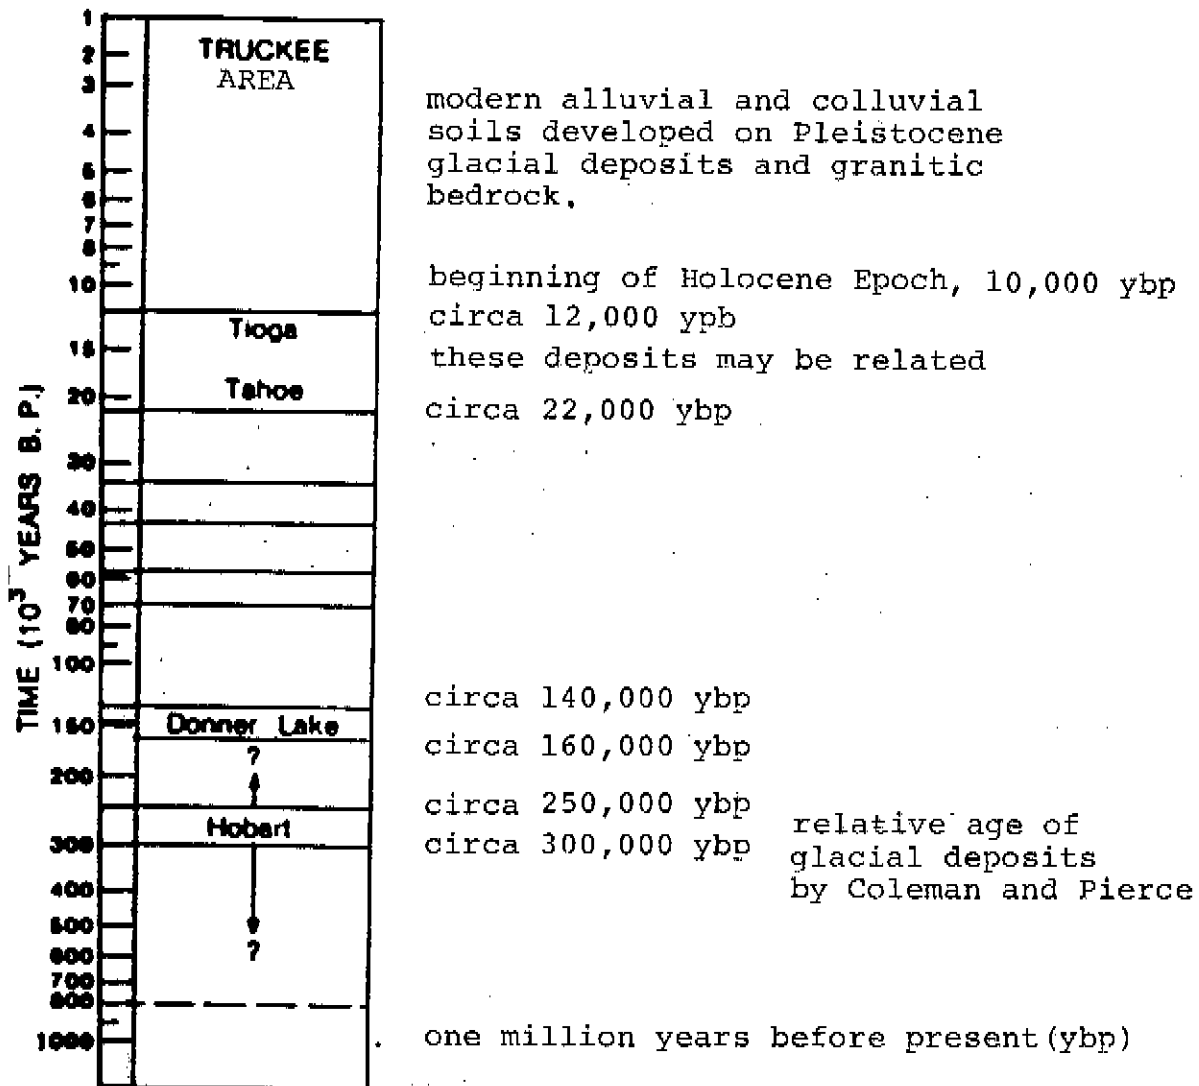 TRUCKEE
AREA
modern alluvial and colluvial
soils developed on Pleistocene
glacial deposits and granitic
bedrock.
beginning of Holocene Epoch, 10,000 ybp
circa 12,000 ypb
Tioga
these deposits may be related
Tahoe
circa 22,000 ybp
circa 140,000 ybp
Donner Lake
circa 160,000 ybp
?
circa 250,000 ybp
Hobart
circa 300,000 ybp
relative age of
glacial deposits
by Coleman and Pierce
?
one million years before present(ybp)
TIME (10³ YEARS B. P.)
1
2
3
4
5
6
7
8
10
15
20
30
40
50
60
70
80
100
150
200
300
400
500
600
700
800
1000